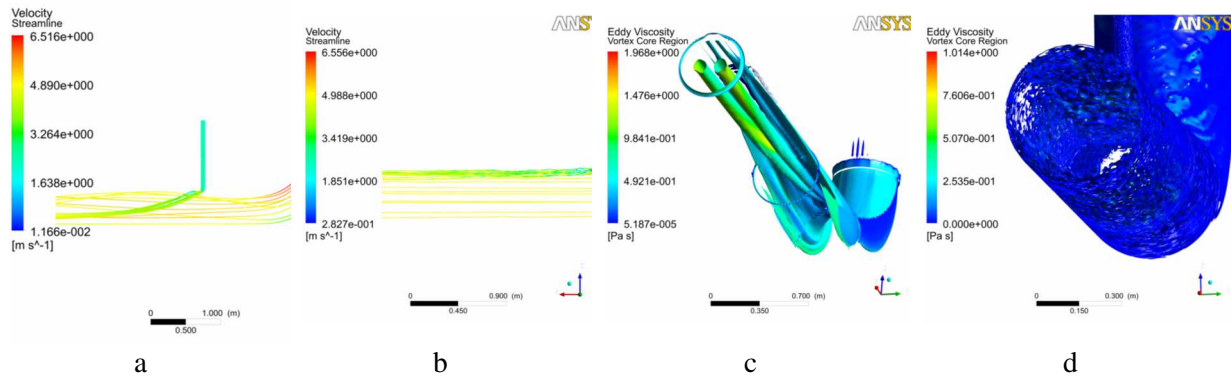 Velocity
Streamline
6.516e+000
4.890e+000
3.264e+000
1.638e+000
1.166e-002
[m s^-1]
0 1.000 (m)
0.500
a
ANS
Velocity
Streamline
6.556e+000
4.988e+000
3.419e+000
1.851e+000
2.827e-001
[m s^-1]
0 0.900 (m)
0.450
b
ANSYS
Eddy Viscosity
Vortex Core Region
1.968e+000
1.476e+000
9.841e-001
4.921e-001
5.187e-005
[Pa s]
0 0.700 (m)
0.350
c
ANSYS
Eddy Viscosity
Vortex Core Region
1.014e+000
7.606e-001
5.070e-001
2.535e-001
0.000e+000
[Pa s]
0 0.300 (m)
0.150
d